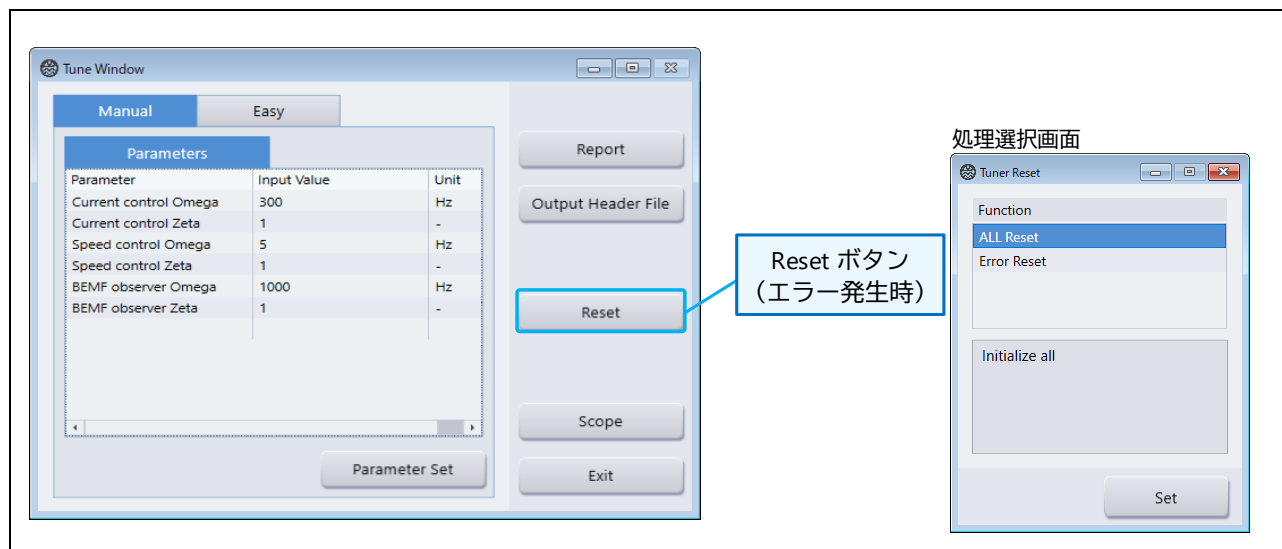 Tune Window
Manual
Easy
Parameters
Parameter Input Value Unit
Current control Omega 300 Hz
Current control Zeta 1 -
Speed control Omega 5 Hz
Speed control Zeta 1 -
BEMF observer Omega 1000 Hz
BEMF observer Zeta 1 -
Parameter Set
Report
Output Header File
Reset
Scope
Exit
Reset ボタン
（エラー発生時）
処理選択画面
Tuner Reset
Function
ALL Reset
Error Reset
Initialize all
Set